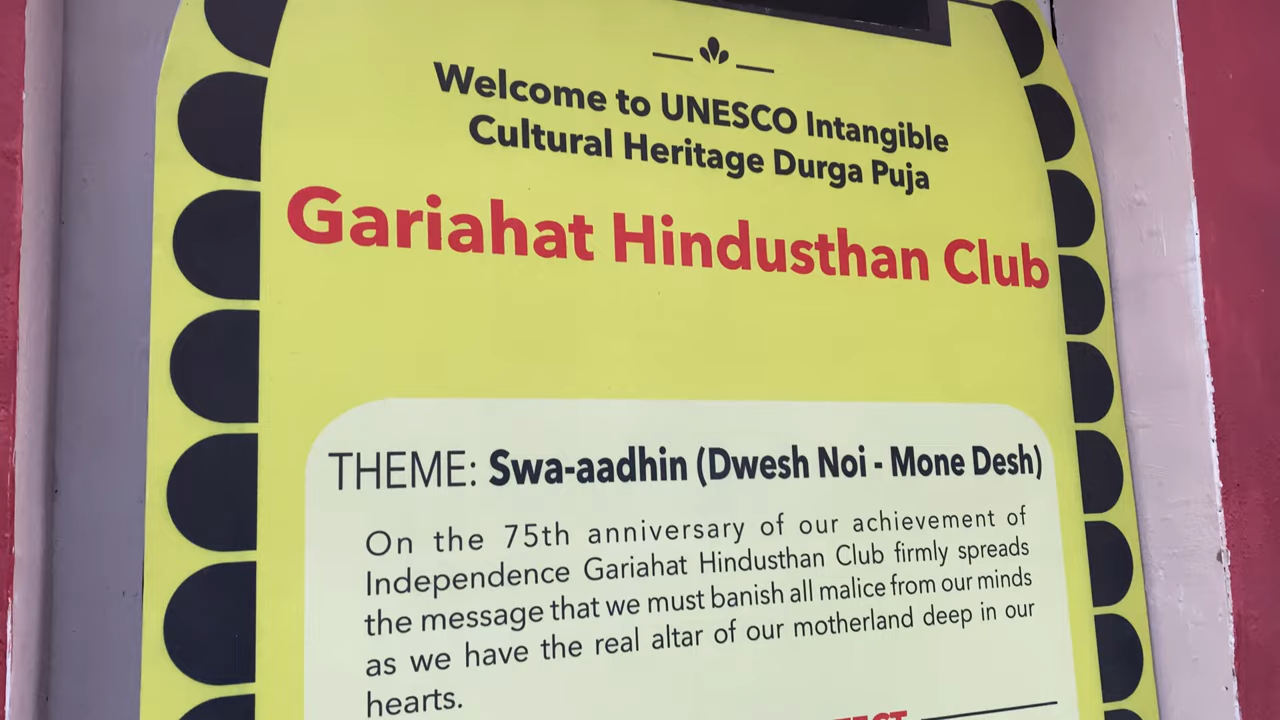 Welcome to UNESCO Intangible
Cultural Heritage Durga Puja
Gariahat Hindusthan Club
THEME: Swa-aadhin (Dwesh Noi - Mone Desh)
On the 75th anniversary of our achievement of
Independence Gariahat Hindusthan Club firmly spreads
the message that we must banish all malice from our minds
as we have the real altar of our motherland deep in our
hearts.